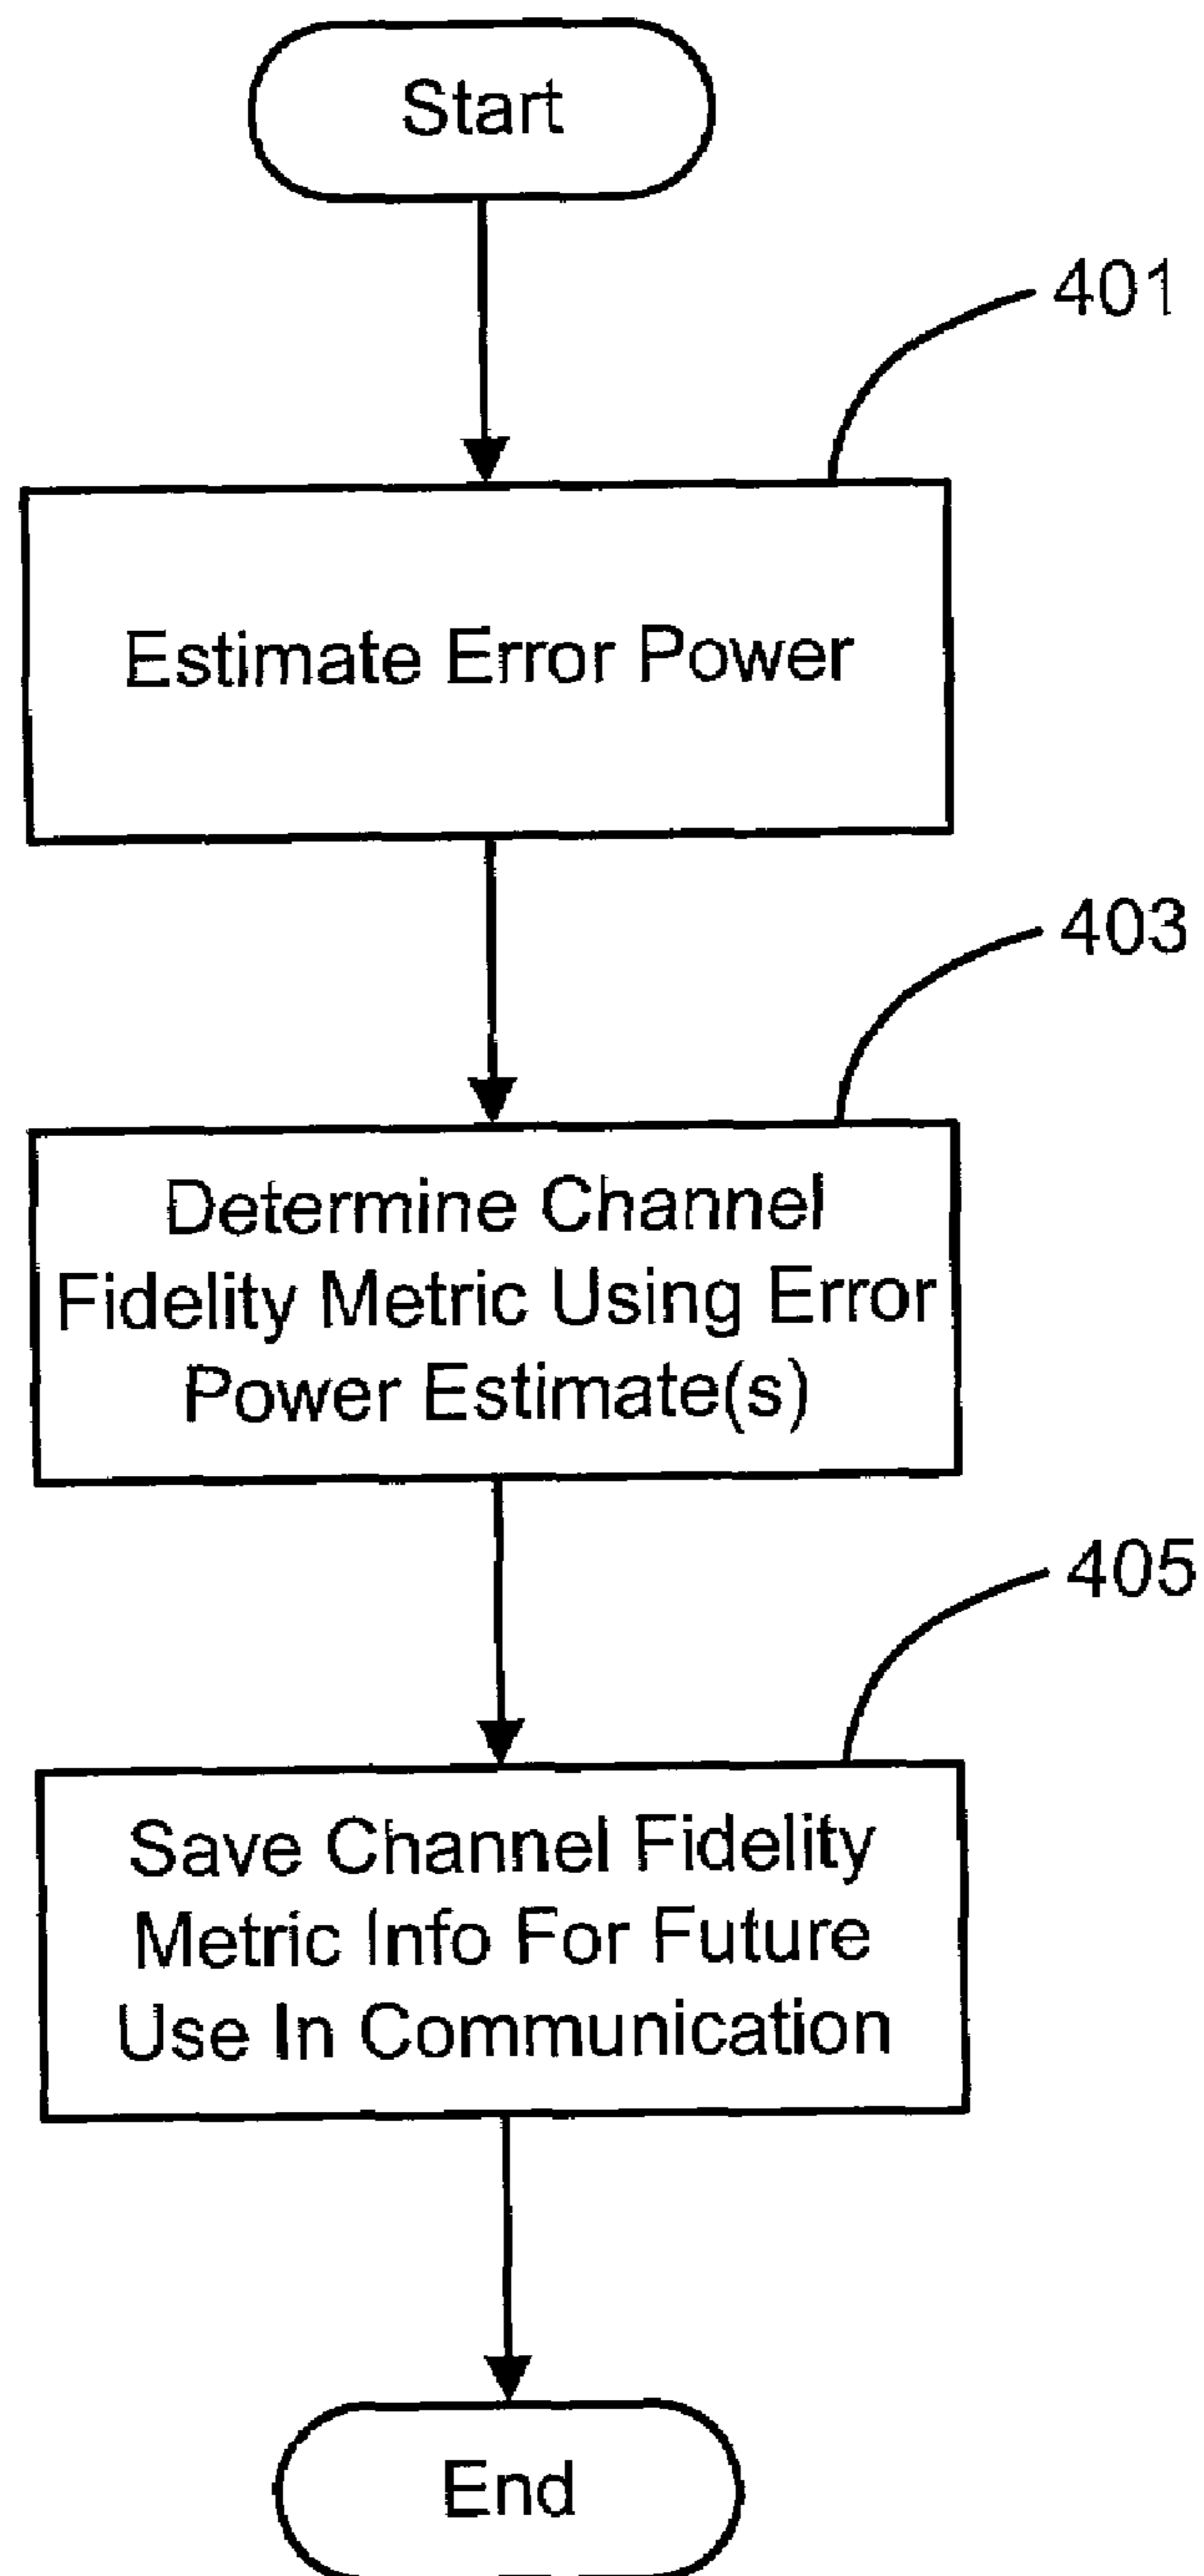 Start
401
Estimate Error Power
403
Determine Channel
Fidelity Metric Using Error
Power Estimate(s)
405
Save Channel Fidelity
Metric Info For Future
Use In Communication
End